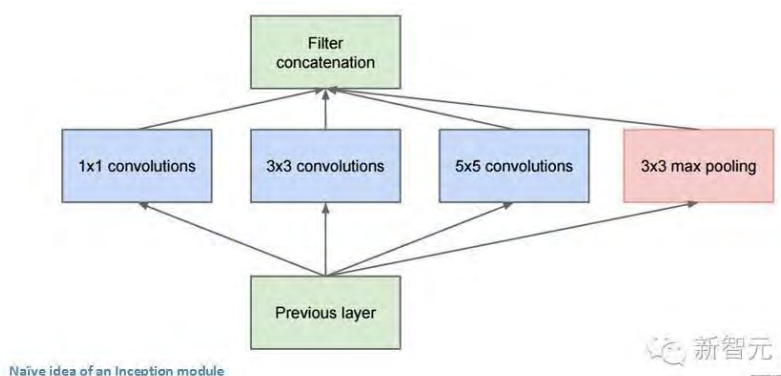 Filter
concatenation
1x1 convolutions
3x3 convolutions
5x5 convolutions
3x3 max pooling
Previous layer
新智元
Naïve idea of an Inception module